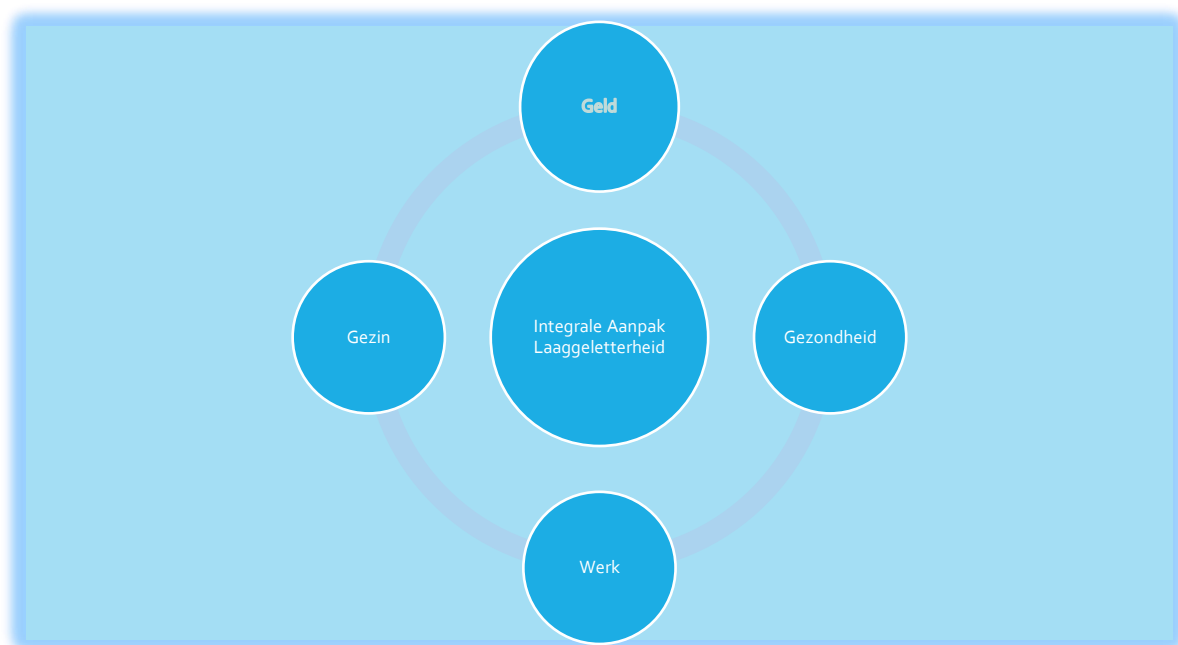 Geld
Gezin
Integrale Aanpak
Laaggeletterheid
Gezondheid
Werk